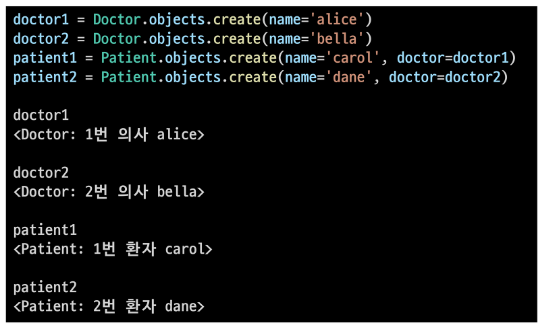 doctor1 = Doctor.objects.create(name='alice')
doctor2 = Doctor.objects.create(name='bella')
patient1 = Patient.objects.create(name='carol', doctor=doctor1)
patient2 = Patient.objects.create(name='dane', doctor=doctor2)
doctor1
<Doctor: 1번 의사 alice>
doctor2
<Doctor: 2번 의사 bella>
patient1
<Patient: 1번 환자 carol>
patient2
<Patient: 2번 환자 dane>